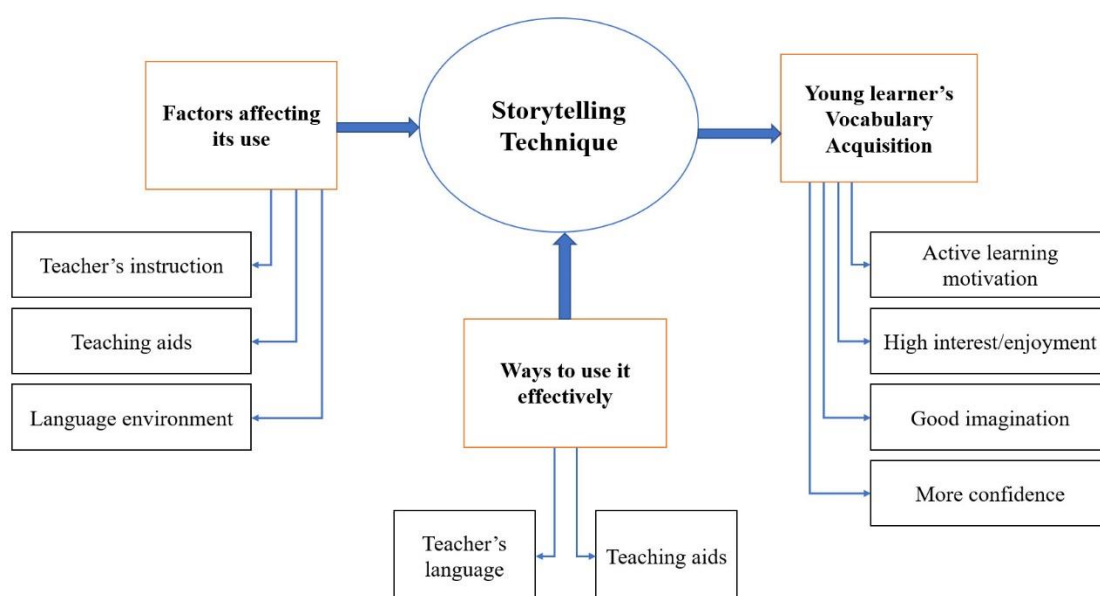 Factors affecting
its use
Storytelling
Technique
Young learner’s
Vocabulary
Acquisition
Teacher’s instruction
Teaching aids
Language environment
Ways to use it
effectively
Teacher’s
language
Teaching aids
Active learning
motivation
High interest/enjoyment
Good imagination
More confidence